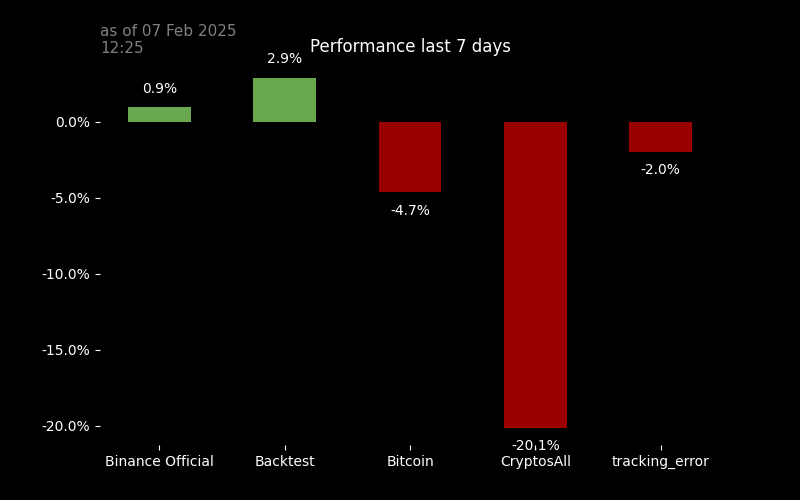 as of 07 Feb 2025
12:25
Performance last 7 days
0.9%
2.9%
-4.7%
-20.1%
-2.0%
0.0%
-5.0%
-10.0%
-15.0%
-20.0%
Binance Official
Backtest
Bitcoin
CryptosAll
tracking_error